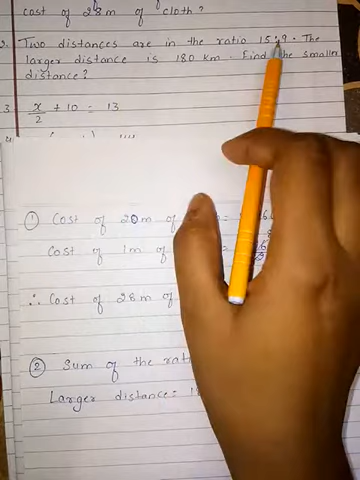 cost of 28m of cloth?
2. Two distances are in the ratio 15:9. The
larger distance is 180 km. Find the smaller
distance?
3. x/2 + 10 = 13
① Cost of 20m of =
Cost of 1m of =
∴ Cost of 28m of
② Sum of the
Larger distance =